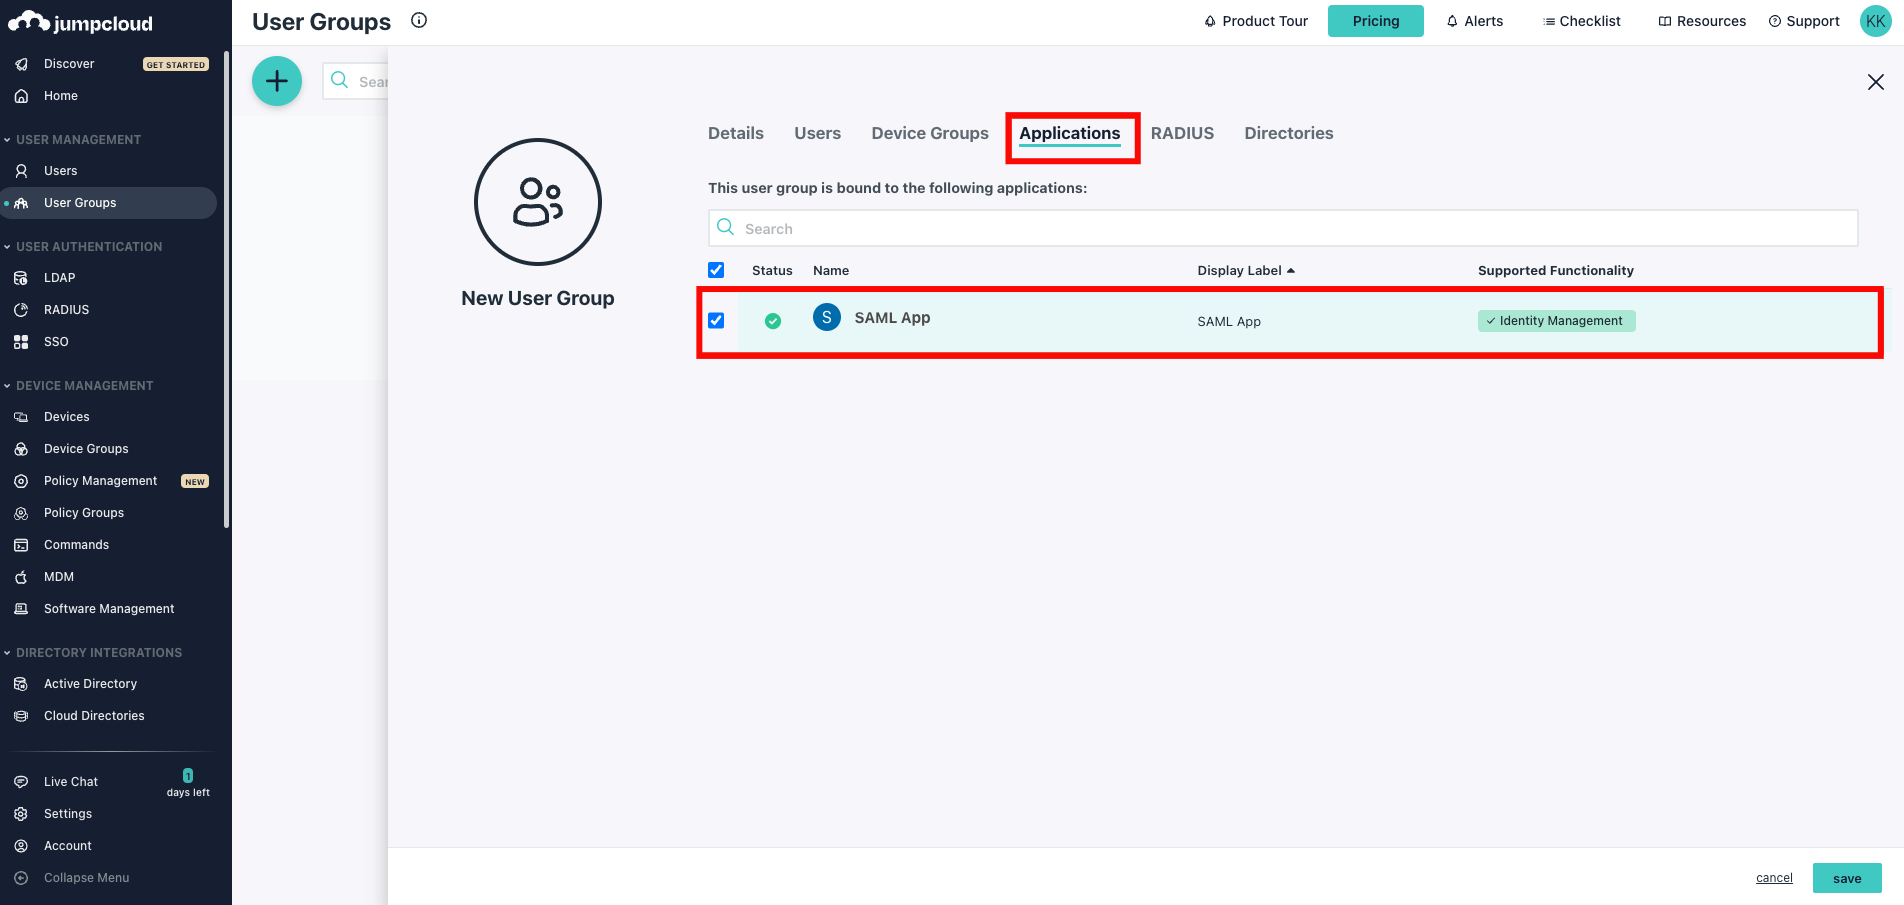 jumpcloud
Discover GET STARTED
Home
USER MANAGEMENT
Users
User Groups
USER AUTHENTICATION
LDAP
RADIUS
SSO
DEVICE MANAGEMENT
Devices
Device Groups
Policy Management NEW
Policy Groups
Commands
MDM
Software Management
DIRECTORY INTEGRATIONS
Active Directory
Cloud Directories
Live Chat 1 days left
Settings
Account
Collapse Menu
User Groups
Product Tour Pricing Alerts Checklist Resources Support KK
Sear
New User Group
Details Users Device Groups Applications RADIUS Directories
This user group is bound to the following applications:
Search
Status Name Display Label Supported Functionality
S SAML App SAML App Identity Management
cancel save